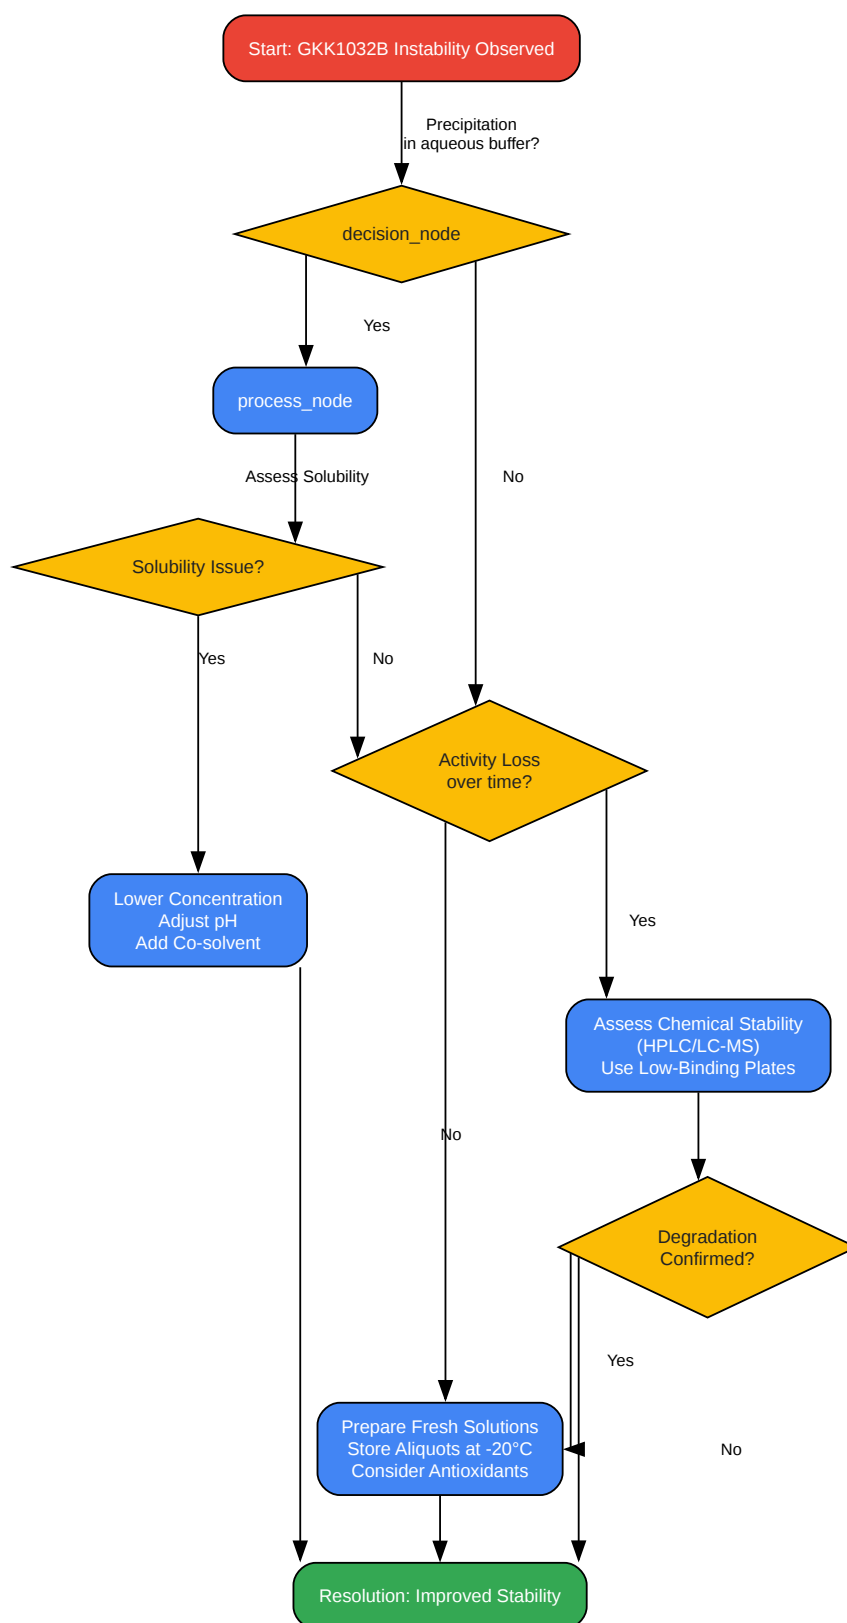 Start: GKK1032B Instability Observed
Precipitation
in aqueous buffer?
decision_node
Yes
process_node
Assess Solubility
No
Solubility Issue?
Yes
No
Activity Loss
over time?
Lower Concentration
Adjust pH
Add Co-solvent
Yes
Assess Chemical Stability
(HPLC/LC-MS)
Use Low-Binding Plates
No
Degradation
Confirmed?
Yes
Prepare Fresh Solutions
Store Aliquots at -20°C
Consider Antioxidants
No
Resolution: Improved Stability